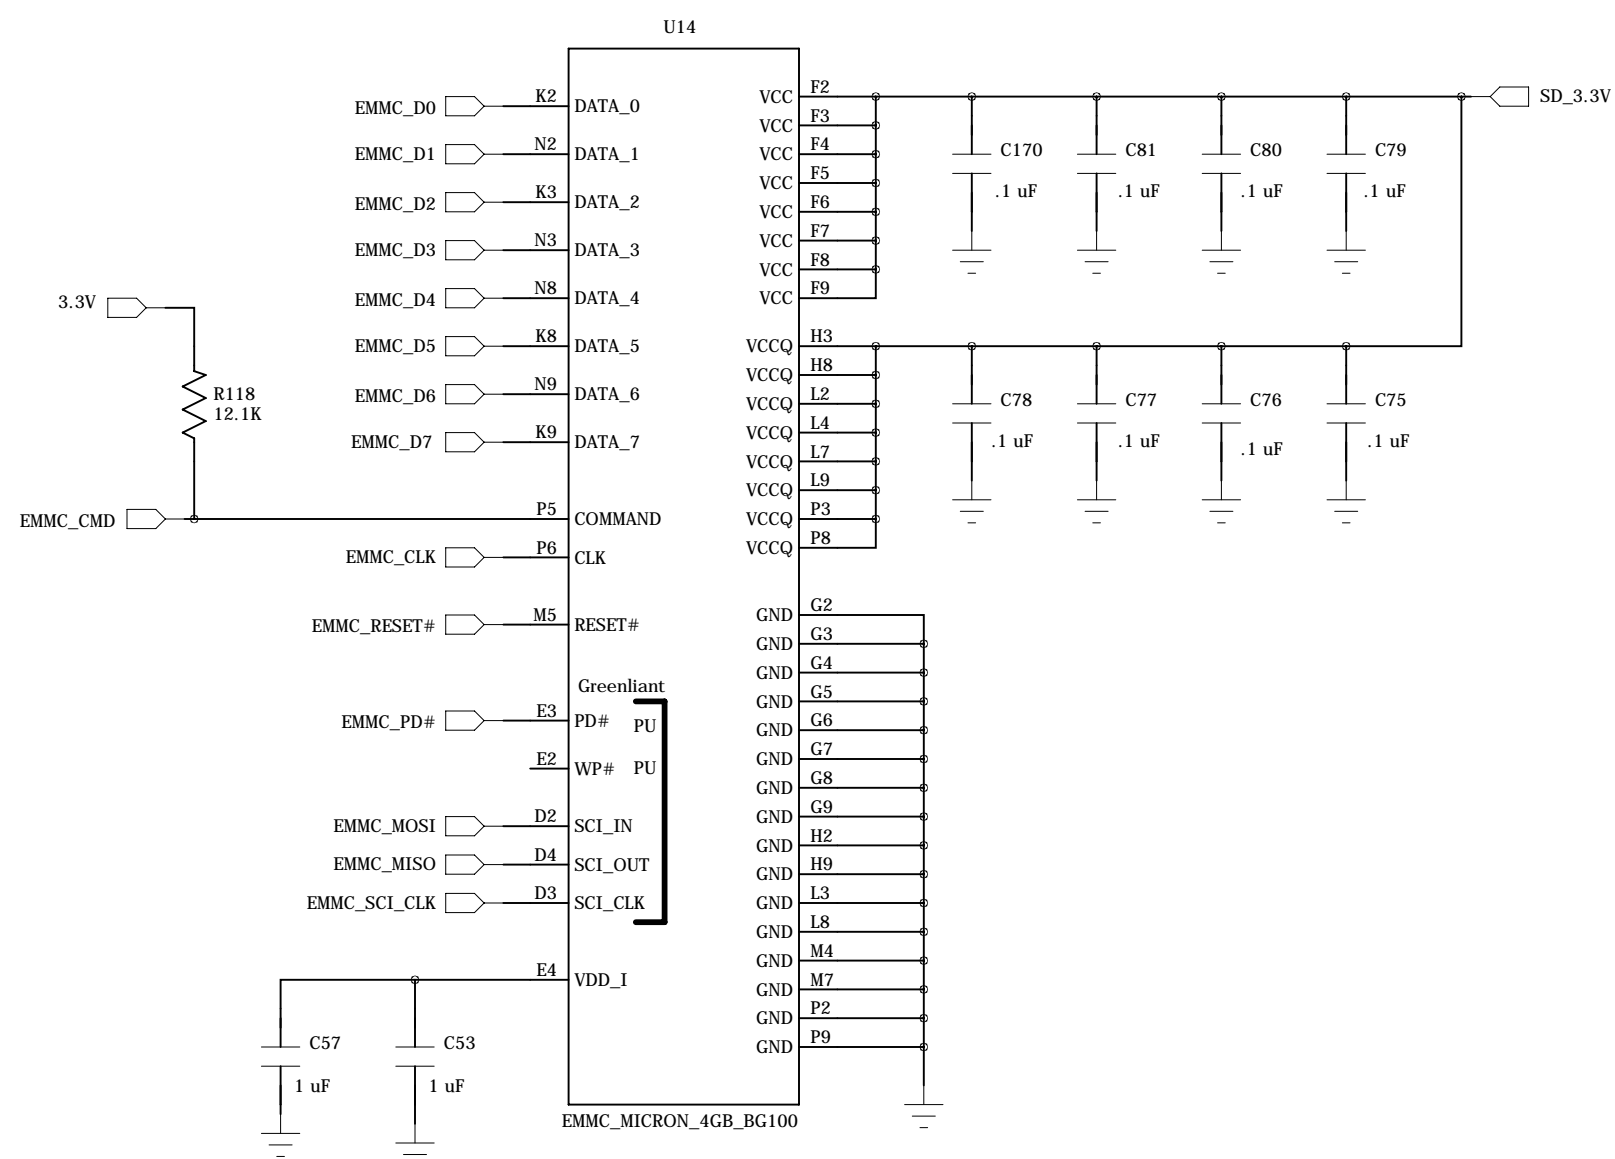 U14
EMMC_D0 K2 DATA_0
EMMC_D1 N2 DATA_1
EMMC_D2 K3 DATA_2
EMMC_D3 N3 DATA_3
EMMC_D4 N8 DATA_4
EMMC_D5 K8 DATA_5
EMMC_D6 N9 DATA_6
EMMC_D7 K9 DATA_7
3.3V
R118
12.1K
EMMC_CMD P5 COMMAND
EMMC_CLK P6 CLK
EMMC_RESET# M5 RESET#
Greenliant
EMMC_PD# E3 PD# PU
E2 WP# PU
EMMC_MOSI D2 SCI_IN
EMMC_MISO D4 SCI_OUT
EMMC_SCI_CLK D3 SCI_CLK
E4 VDD_I
C57
1 uF
C53
1 uF
VCC F2
VCC F3
VCC F4
VCC F5
VCC F6
VCC F7
VCC F8
VCC F9
SD_3.3V
C170
.1 uF
C81
.1 uF
C80
.1 uF
C79
.1 uF
VCCQ H3
VCCQ H8
VCCQ L2
VCCQ L4
VCCQ L7
VCCQ L9
VCCQ P3
VCCQ P8
C78
.1 uF
C77
.1 uF
C76
.1 uF
C75
.1 uF
GND G2
GND G3
GND G4
GND G5
GND G6
GND G7
GND G8
GND G9
GND H2
GND H9
GND L3
GND L8
GND M4
GND M7
GND P2
GND P9
EMMC_MICRON_4GB_BG100